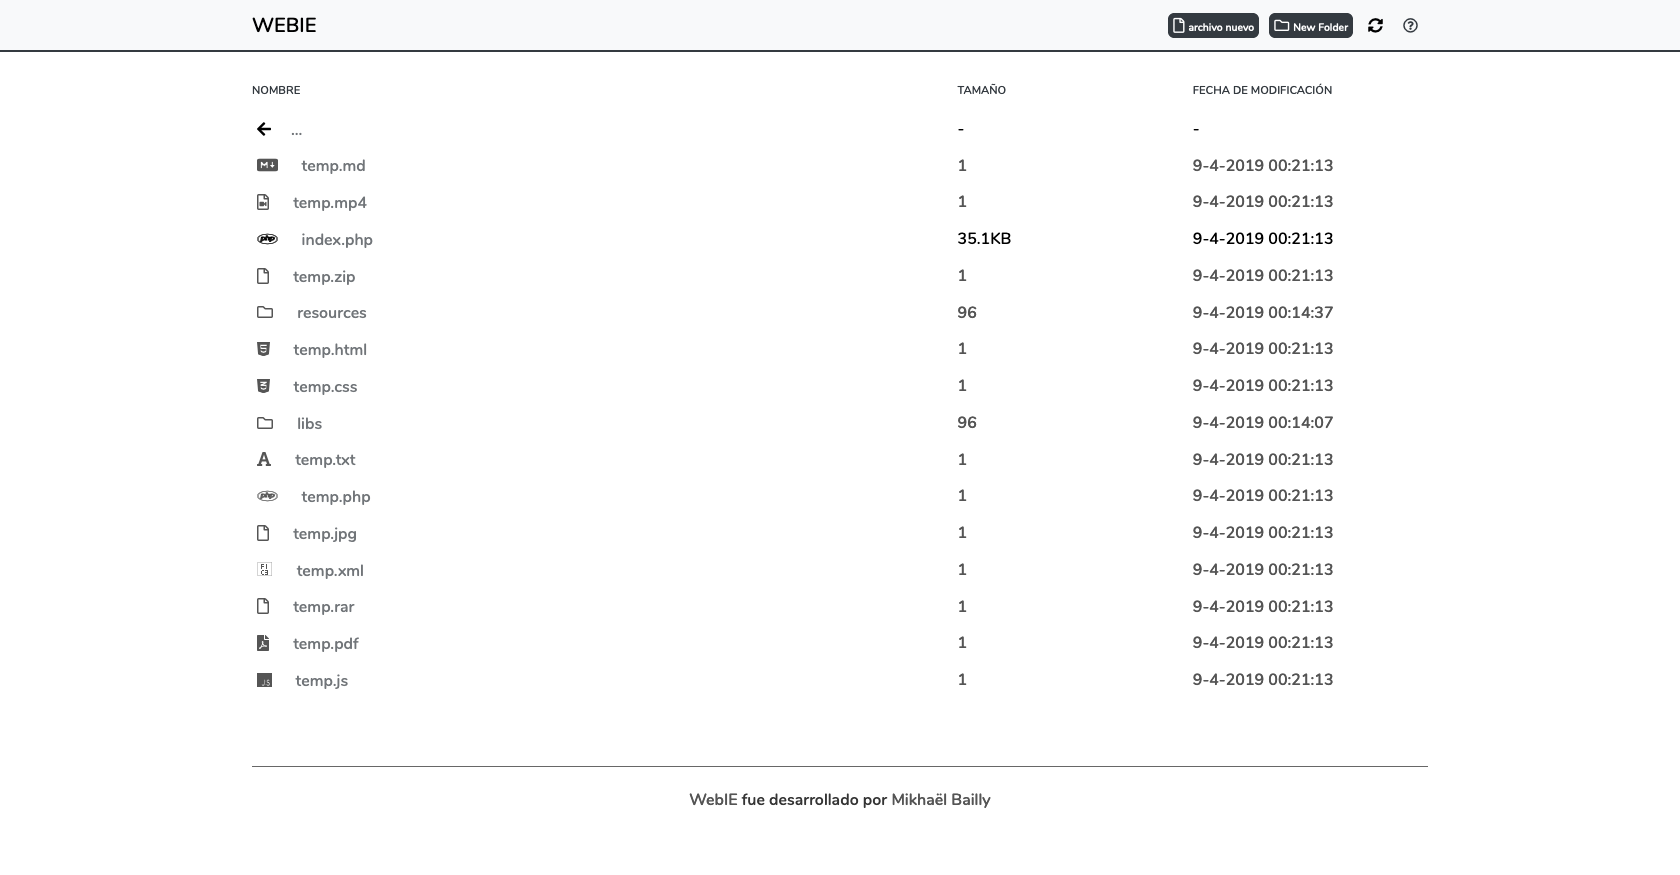 WEBIE archivo nuevo New Folder
NOMBRE TAMAÑO FECHA DE MODIFICACIÓN
... - -
temp.md 1 9-4-2019 00:21:13
temp.mp4 1 9-4-2019 00:21:13
index.php 35.1KB 9-4-2019 00:21:13
temp.zip 1 9-4-2019 00:21:13
resources 96 9-4-2019 00:14:37
temp.html 1 9-4-2019 00:21:13
temp.css 1 9-4-2019 00:21:13
libs 96 9-4-2019 00:14:07
temp.txt 1 9-4-2019 00:21:13
temp.php 1 9-4-2019 00:21:13
temp.jpg 1 9-4-2019 00:21:13
temp.xml 1 9-4-2019 00:21:13
temp.rar 1 9-4-2019 00:21:13
temp.pdf 1 9-4-2019 00:21:13
temp.js 1 9-4-2019 00:21:13
WebIE fue desarrollado por Mikhaël Bailly